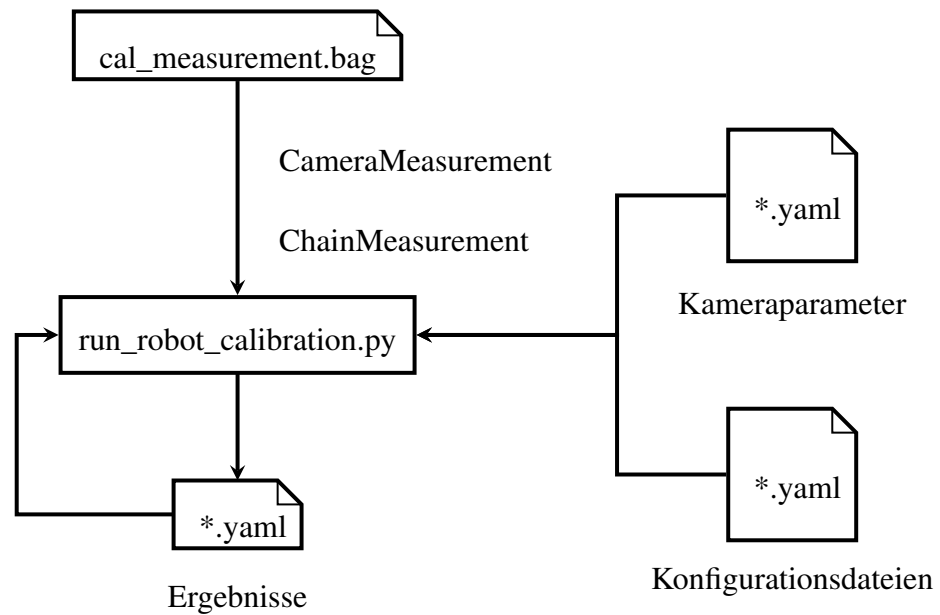 cal_measurement.bag
CameraMeasurement
ChainMeasurement
*.yaml
Kameraparameter
run_robot_calibration.py
*.yaml
Konfigurationsdateien
*.yaml
Ergebnisse